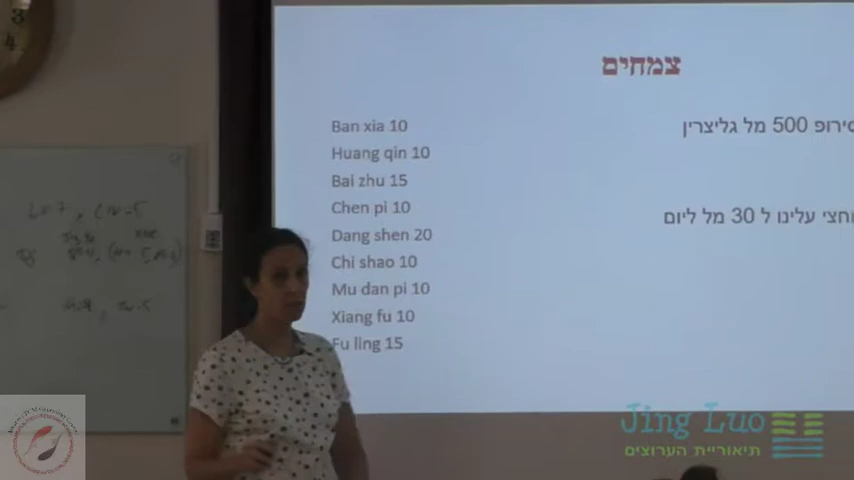 צמחים
Ban xia 10
Huang qin 10
Bai zhu 15
Chen pi 10
Dang shen 20
Chi shao 10
Mu dan pi 10
Xiang fu 10
Fu ling 15
500 מל גליצרין
עלינו ל 30 מל ליום
Jing Luo
תיאוריית הערוצים
3
4